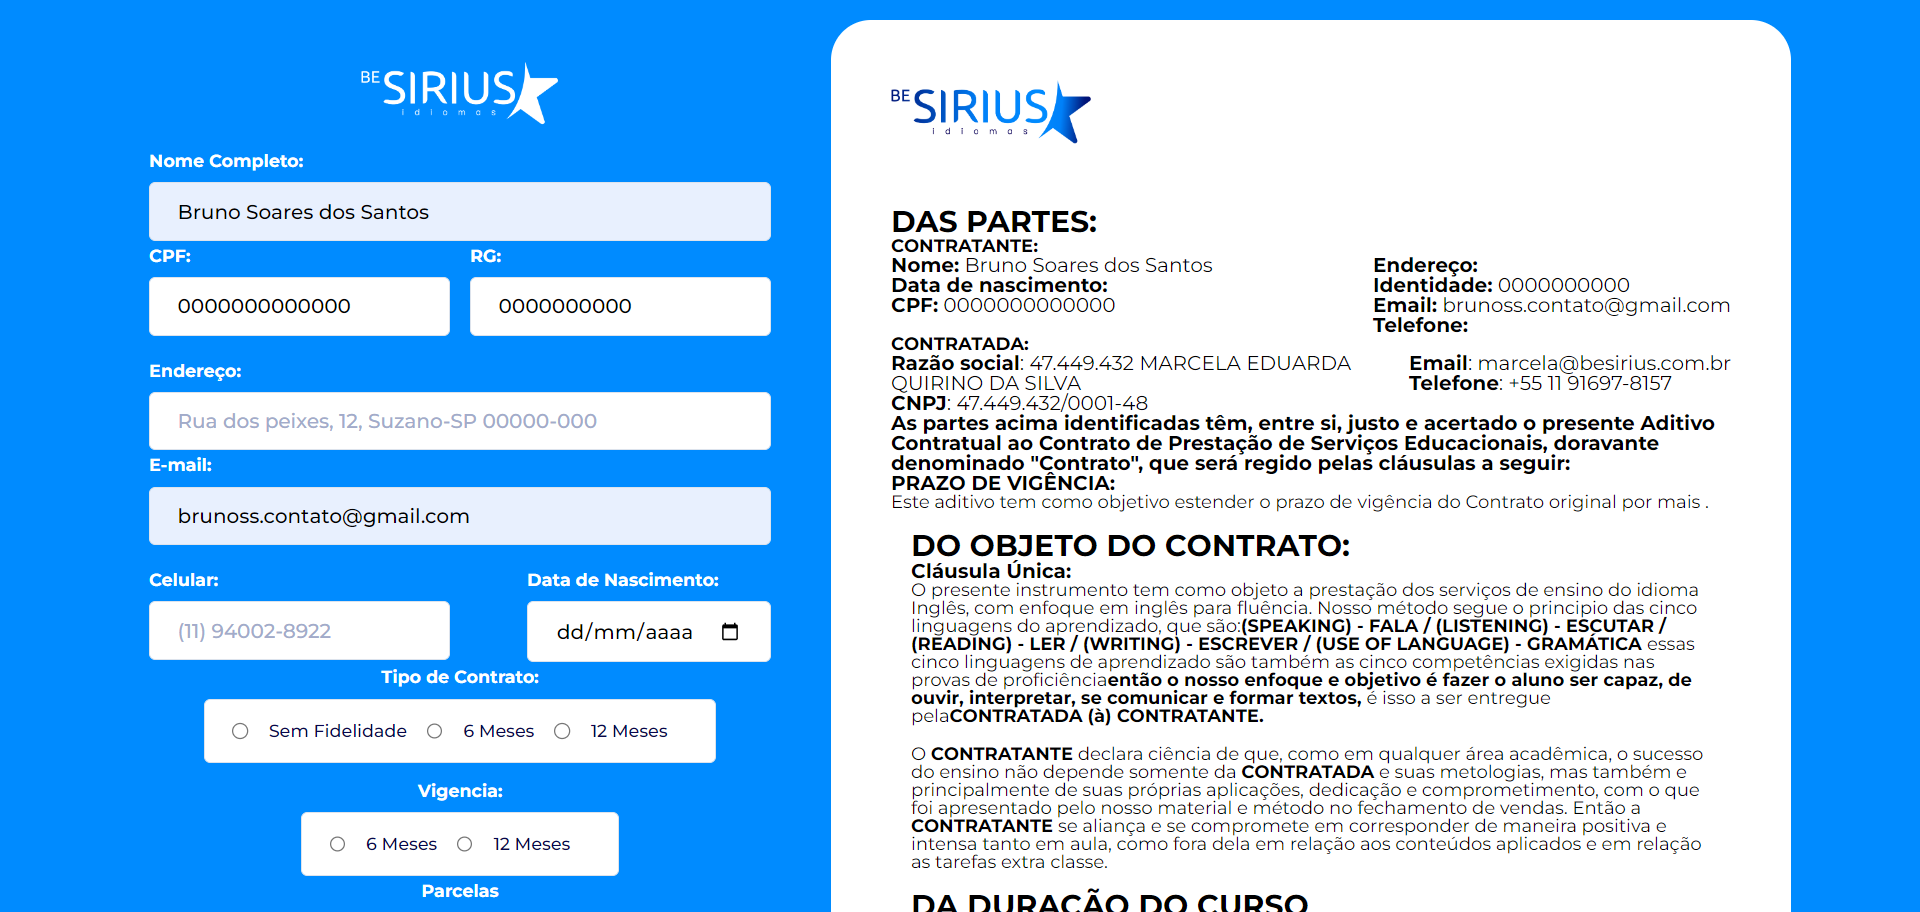 BE SIRIUS
idiomas
Nome Completo:
Bruno Soares dos Santos
CPF:
RG:
0000000000000
0000000000
Endereço:
Rua dos peixes, 12, Suzano-SP 00000-000
E-mail:
brunoss.contato@gmail.com
Celular:
Data de Nascimento:
(11) 94002-8922
dd/mm/aaaa
Tipo de Contrato:
Sem Fidelidade
6 Meses
12 Meses
Vigencia:
6 Meses
12 Meses
Parcelas
BE SIRIUS
idiomas
DAS PARTES:
CONTRATANTE:
Nome: Bruno Soares dos Santos
Data de nascimento:
CPF: 0000000000000
Endereço:
Identidade: 0000000000
Email: brunoss.contato@gmail.com
Telefone:
CONTRATADA:
Razão social: 47.449.432 MARCELA EDUARDA
QUIRINO DA SILVA
CNPJ: 47.449.432/0001-48
Email: marcela@besirius.com.br
Telefone: +55 11 91697-8157
As partes acima identificadas têm, entre si, justo e acertado o presente Aditivo
Contratual ao Contrato de Prestação de Serviços Educacionais, doravante
denominado "Contrato", que será regido pelas cláusulas a seguir:
PRAZO DE VIGÊNCIA:
Este aditivo tem como objetivo estender o prazo de vigência do Contrato original por mais .
DO OBJETO DO CONTRATO:
Cláusula Única:
O presente instrumento tem como objeto a prestação dos serviços de ensino do idioma
Inglês, com enfoque em inglês para fluência. Nosso método segue o principio das cinco
linguagens do aprendizado, que são:(SPEAKING) - FALA / (LISTENING) - ESCUTAR /
(READING) - LER / (WRITING) - ESCREVER / (USE OF LANGUAGE) - GRAMÁTICA essas
cinco linguagens de aprendizado são também as cinco competências exigidas nas
provas de proficiênciaentão o nosso enfoque e objetivo é fazer o aluno ser capaz, de
ouvir, interpretar, se comunicar e formar textos, é isso a ser entregue
pelaCONTRATADA (à) CONTRATANTE.
O CONTRATANTE declara ciência de que, como em qualquer área acadêmica, o sucesso
do ensino não depende somente da CONTRATADA e suas metologias, mas também e
principalmente de suas próprias aplicações, dedicação e comprometimento, com o que
foi apresentado pelo nosso material e método no fechamento de vendas. Então a
CONTRATANTE se aliança e se compromete em corresponder de maneira positiva e
intensa tanto em aula, como fora dela em relação aos conteúdos aplicados e em relação
as tarefas extra classe.
DA DURAÇÃO DO CURSO